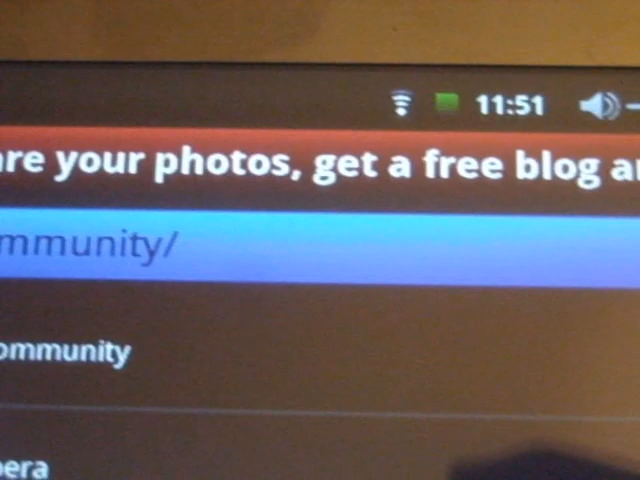 11:51
are your photos, get a free blog a
mmunity/
ommunity
pera